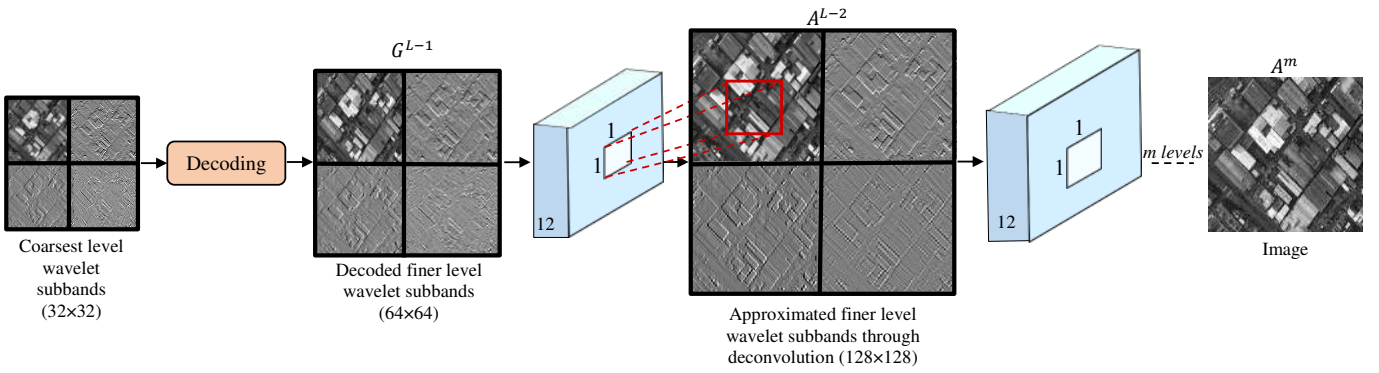 Coarsest level
wavelet
subbands
(32×32)
Decoding
G^{L−1}
Decoded finer level
wavelet subbands
(64×64)
1
1
12
A^{L−2}
Approximated finer level
wavelet subbands through
deconvolution (128×128)
1
1
12
m levels
A^m
Image